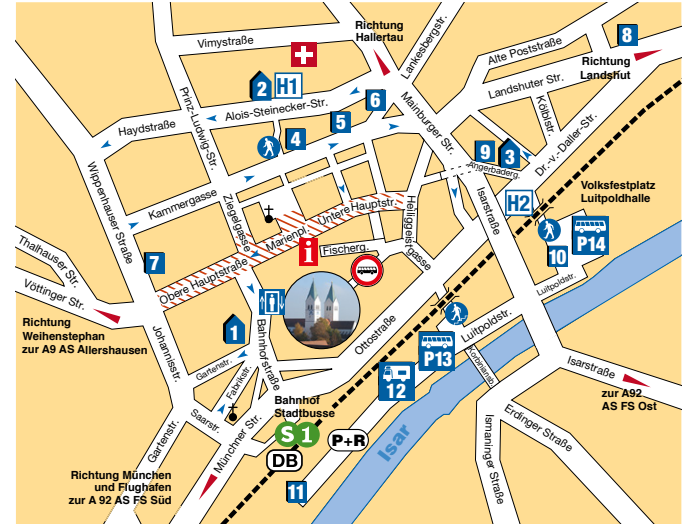 Richtung
Hallertau
Lankesbergstr.
Vimystraße
Alte Poststraße
8
Richtung
Landshut
Landshuter Str.
Prinz-Ludwig-Str.
2
H1
Alois-Steinecker-Str.
6
Mainburger Str.
Kölblstr.
Haydstraße
5
4
Dr.-v.-Daller-Str.
9
3
Angerbaderg.
Wippenhauser Straße
Kammergasse
Ziegelgasse
Isarstraße
H2
Volksfestplatz
Luitpoldhalle
Untere Hauptstr.
Marienpl.
Heiliggeistgasse
P14
10
Thalhauser Str.
7
Obere Hauptstraße
i
Fischerg.
Vöttinger Str.
Luitpoldstr.
Richtung
Weihenstephan
zur A9 AS Allershausen
1
Johannisstr.
Bahnhofstraße
Ottostraße
Luitpoldstr.
P13
Korbiniansb.
Gartenstr.
Fabrikstr.
12
Isarstraße
zur A92
AS FS Ost
Bahnhof
Stadtbusse
S 1
P+R
DB
Saarstr.
Gartenstr.
Münchner Str.
Isar
Erdinger Straße
Ismaninger Straße
Richtung München
und Flughafen
zur A 92 AS FS Süd
11